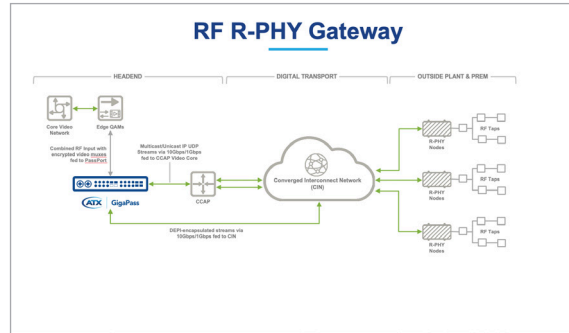 RF R-PHY Gateway
HEADEND
DIGITAL TRANSPORT
OUTSIDE PLANT & PREM
Core Video
Network
Edge QAMs
Combined RF Input with
encrypted video muxes
fed to PassPort
Multicast/Unicast IP UDP
Streams via
10Gbps/1Gbps
fed to CCAP Video Core
ATX
GigaPass
CCAP
Converged Interconnect Network
(CIN)
DEPI-encapsulated streams via
10Gbps/1Gbps fed to CIN
R-PHY
Nodes
RF Taps
R-PHY
Nodes
RF Taps
R-PHY
Nodes
RF Taps